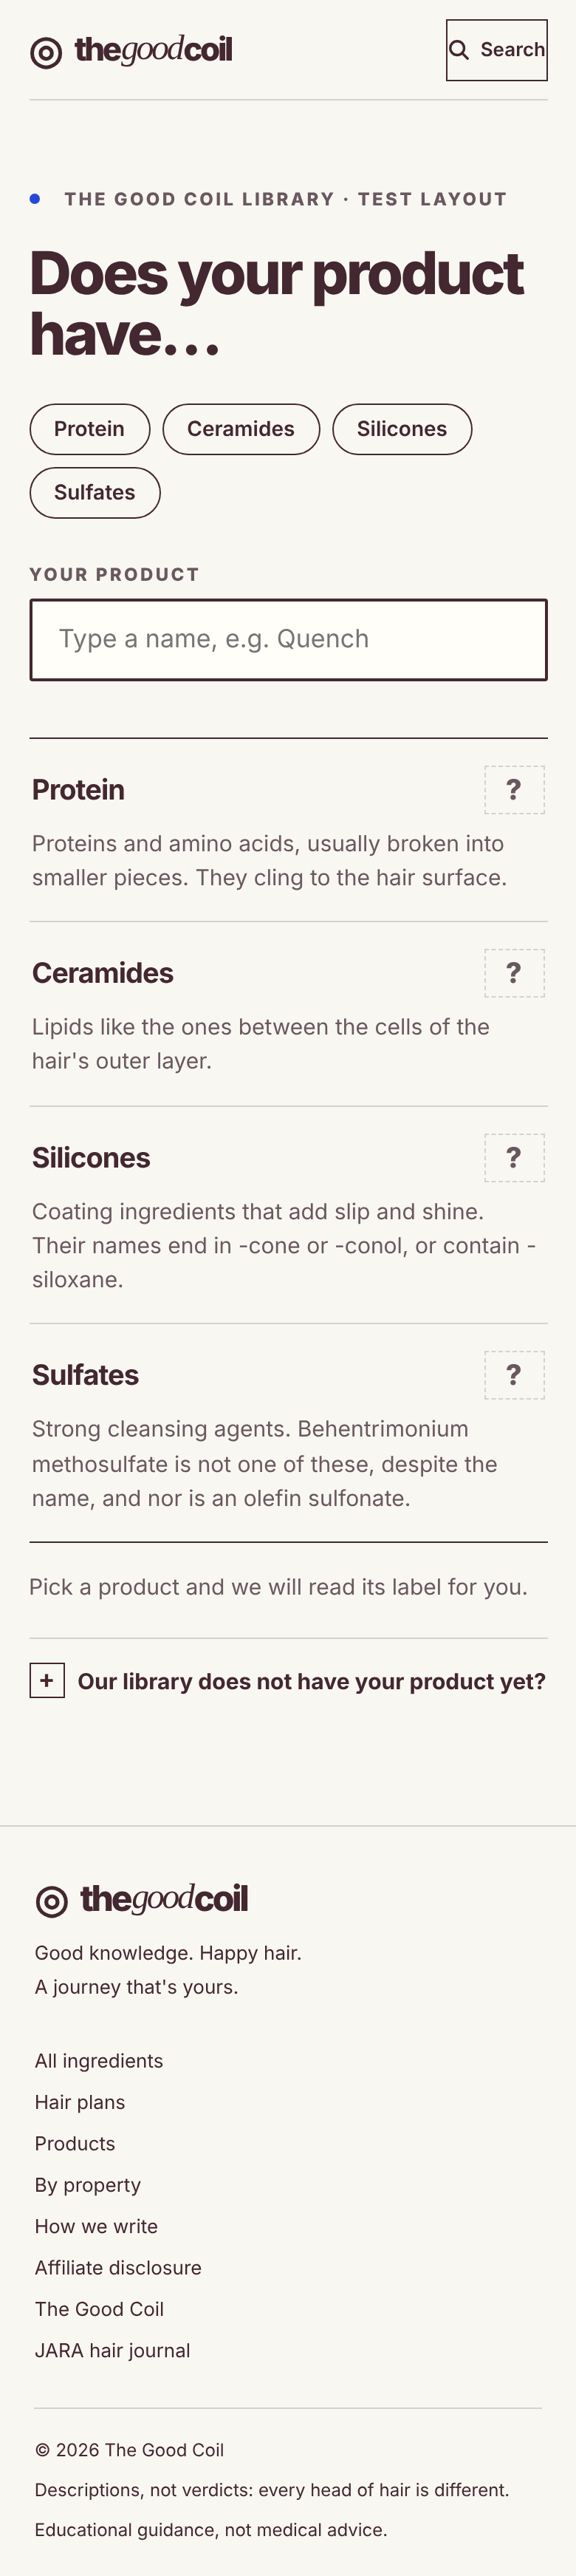 thegoodcoil
Search
THE GOOD COIL LIBRARY · TEST LAYOUT
Does your product
have…
Protein
Ceramides
Silicones
Sulfates
YOUR PRODUCT
Type a name, e.g. Quench
Protein
?
Proteins and amino acids, usually broken into
smaller pieces. They cling to the hair surface.
Ceramides
?
Lipids like the ones between the cells of the
hair's outer layer.
Silicones
?
Coating ingredients that add slip and shine.
Their names end in -cone or -conol, or contain -
siloxane.
Sulfates
?
Strong cleansing agents. Behentrimonium
methosulfate is not one of these, despite the
name, and nor is an olefin sulfonate.
Pick a product and we will read its label for you.
+ Our library does not have your product yet?
thegoodcoil
Good knowledge. Happy hair.
A journey that's yours.
All ingredients
Hair plans
Products
By property
How we write
Affiliate disclosure
The Good Coil
JARA hair journal
© 2026 The Good Coil
Descriptions, not verdicts: every head of hair is different.
Educational guidance, not medical advice.